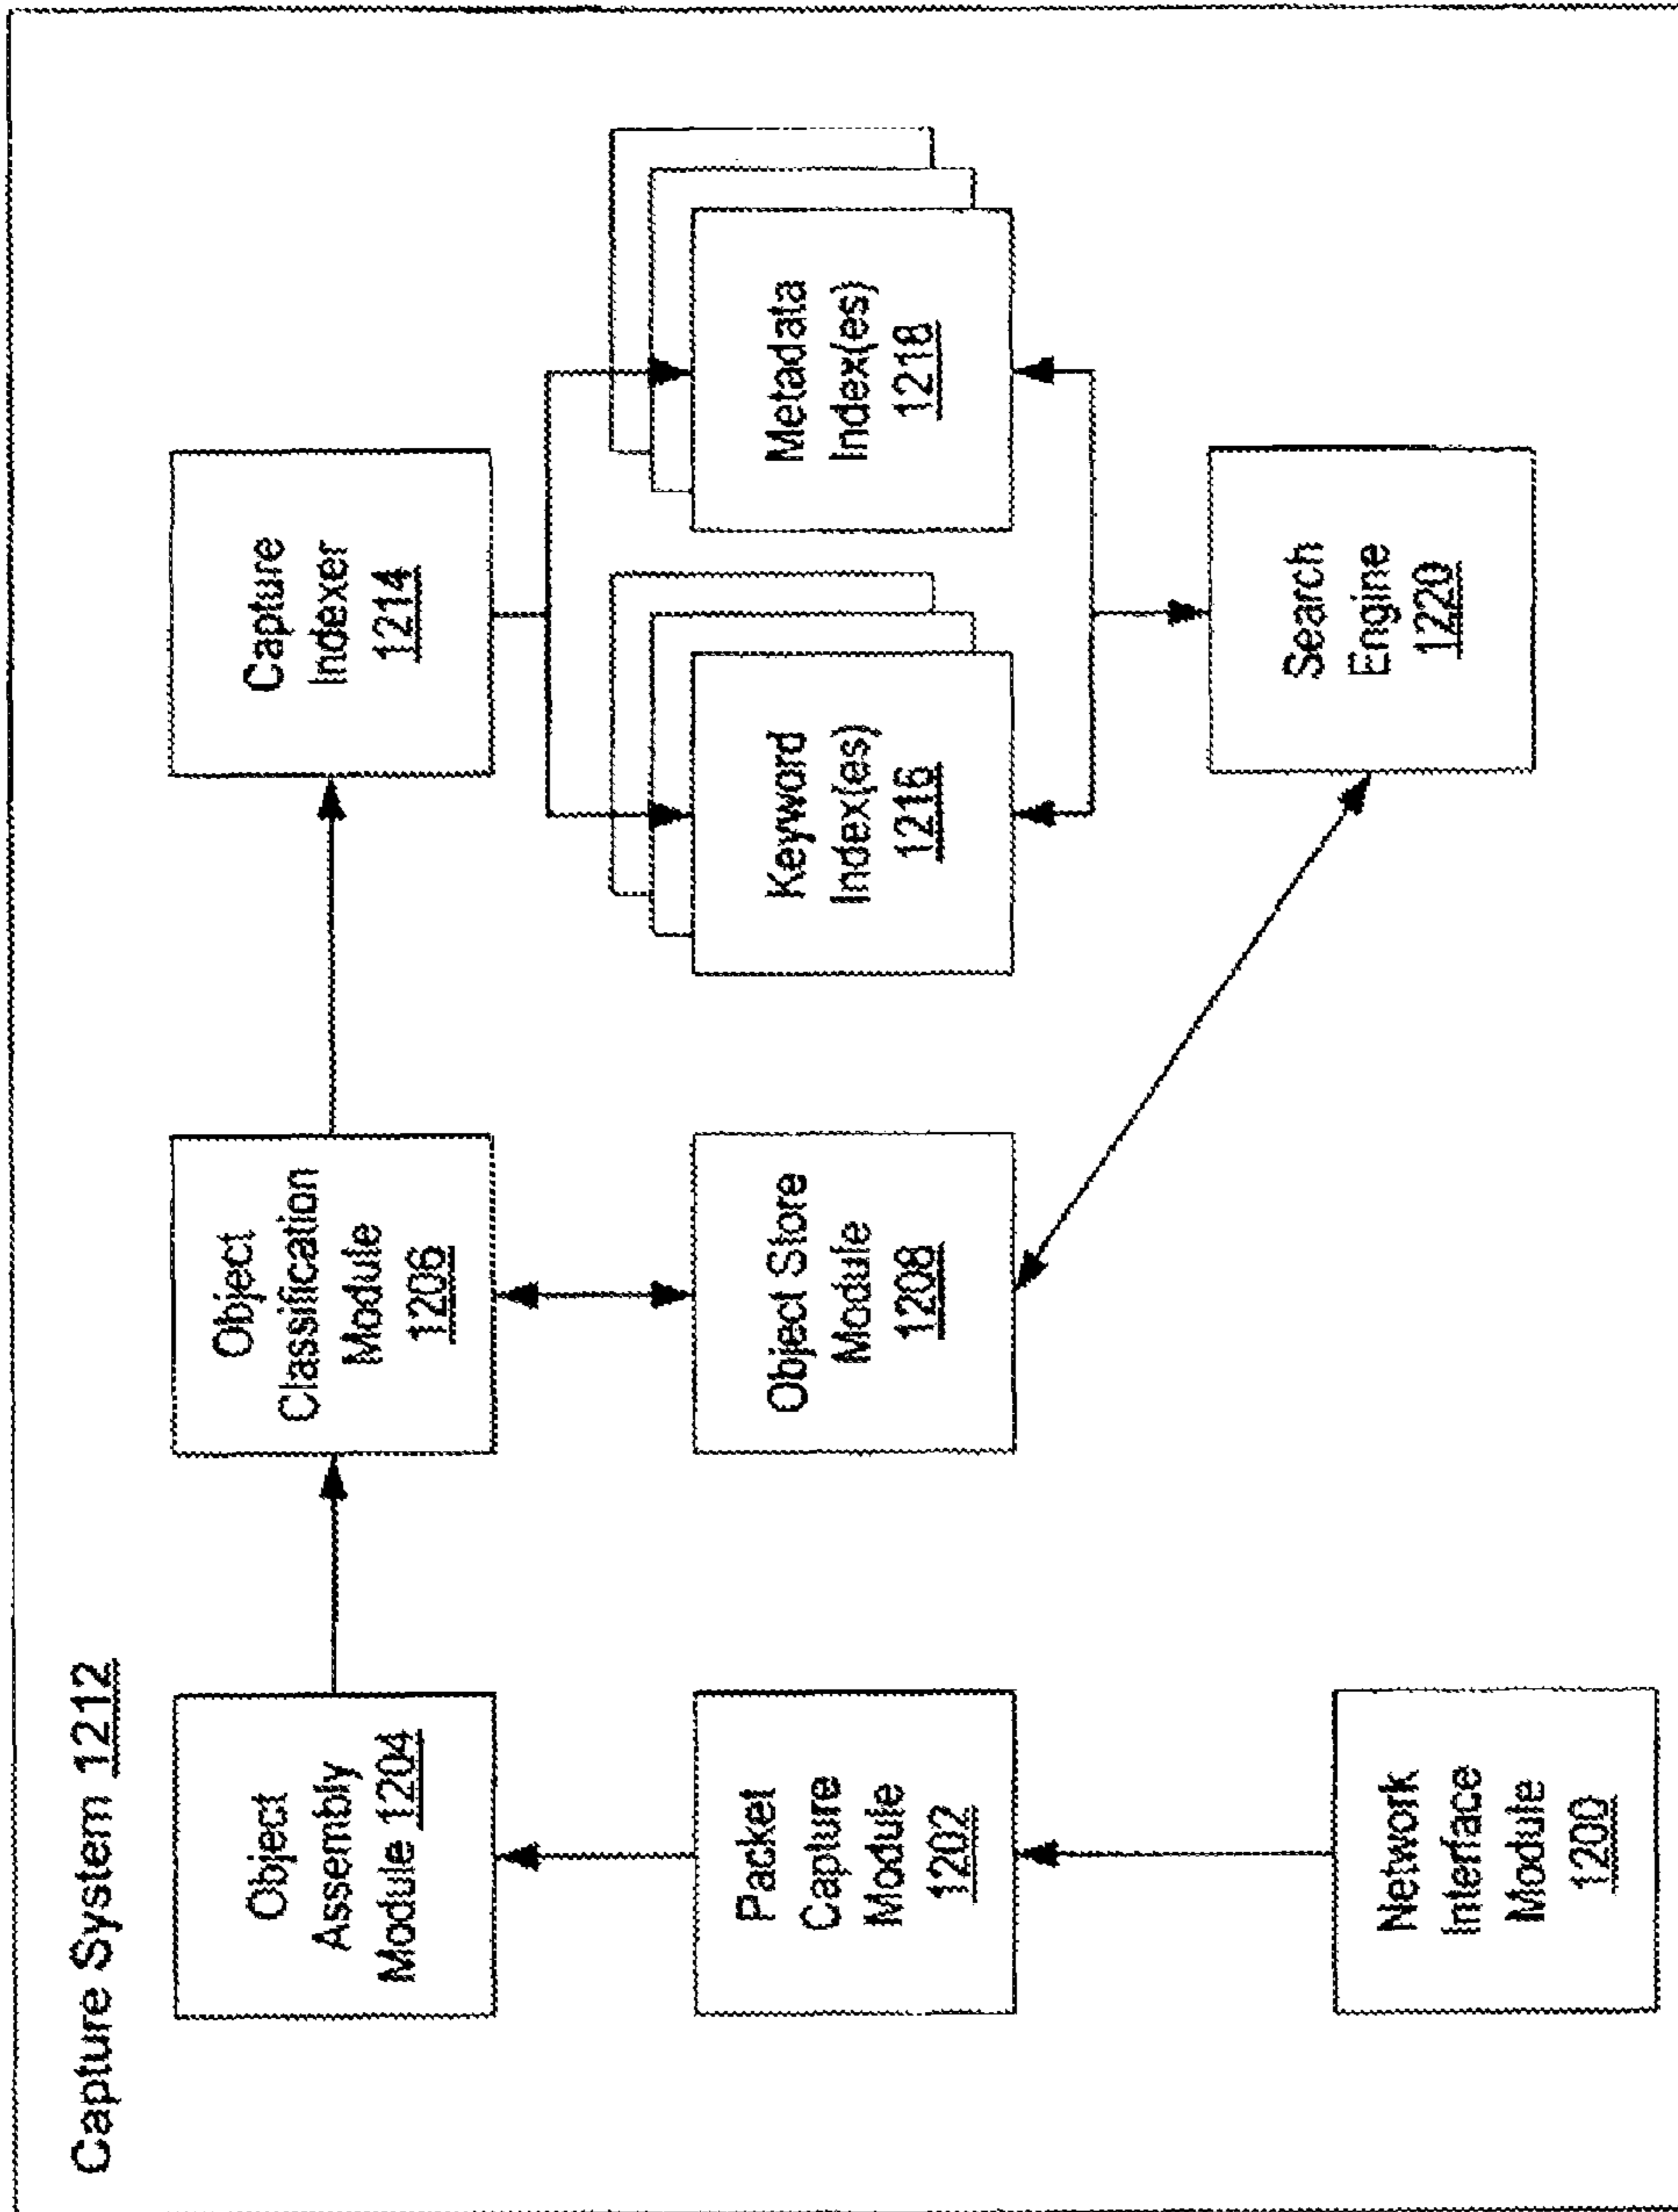 Capture System 1212
Object
Assembly
Module 1204
Object
Classification
Module
1206
Capture
Indexer
1214
Packet
Capture
Module
1202
Object Store
Module
1208
Keyword
Index(es)
1216
Metadata
Index(es)
1218
Network
Interface
Module
1200
Search
Engine
1220